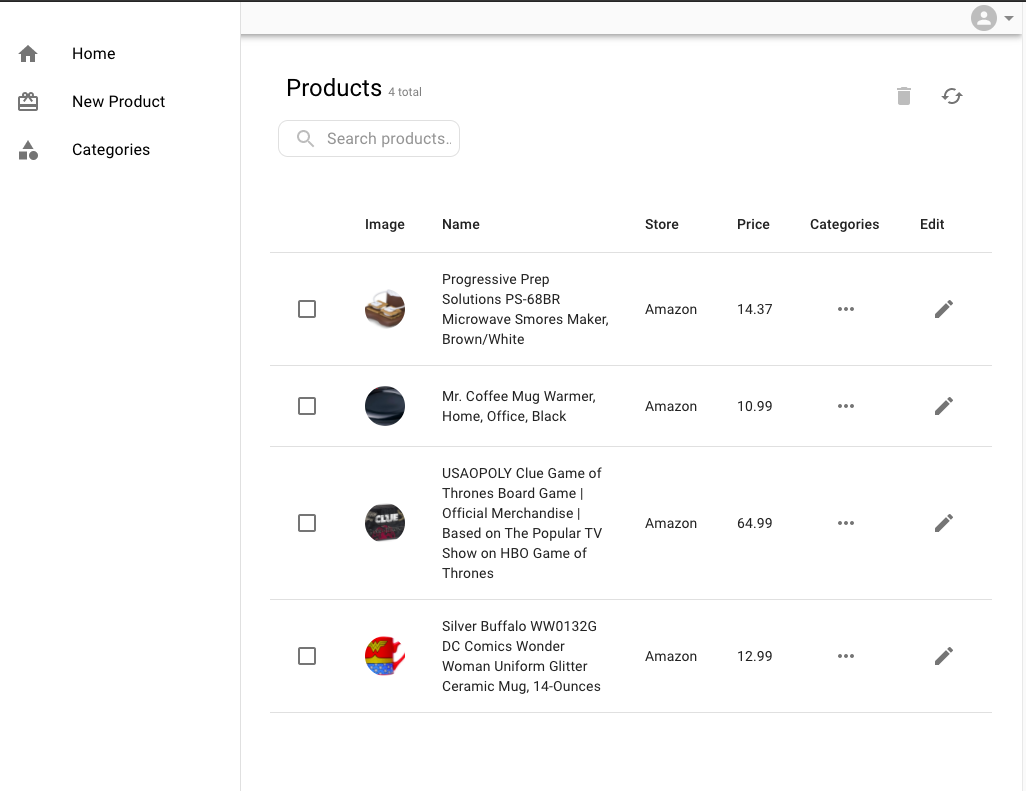 Home
New Product
Categories
Products 4 total
Search products..
Image Name Store Price Categories Edit
Progressive Prep
Solutions PS-68BR
Microwave Smores Maker,
Brown/White
Amazon 14.37
Mr. Coffee Mug Warmer,
Home, Office, Black
Amazon 10.99
USAOPOLY Clue Game of
Thrones Board Game |
Official Merchandise |
Based on The Popular TV
Show on HBO Game of
Thrones
Amazon 64.99
CLUE
Silver Buffalo WW0132G
DC Comics Wonder
Woman Uniform Glitter
Ceramic Mug, 14-Ounces
Amazon 12.99